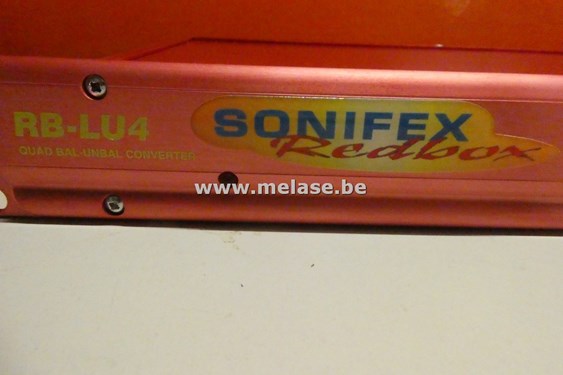 RB-LU4
QUAD BAL-UNBAL CONVERTER
SONIFEX
Redbox
www.melase.be